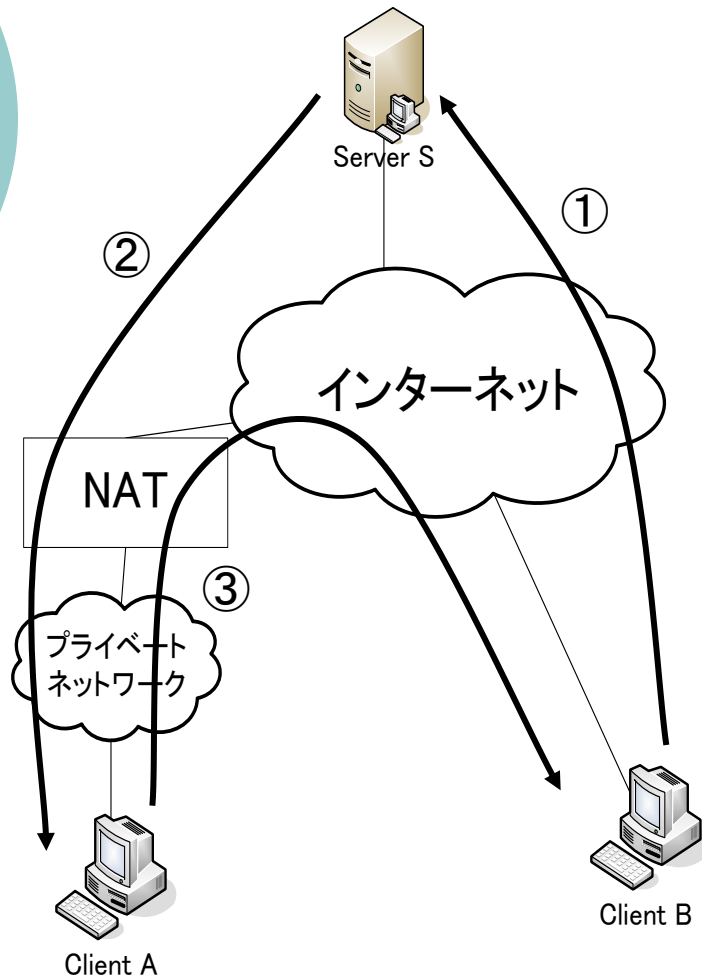 Server S
①
②
インターネット
NAT
③
プライベート
ネットワーク
Client B
Client A